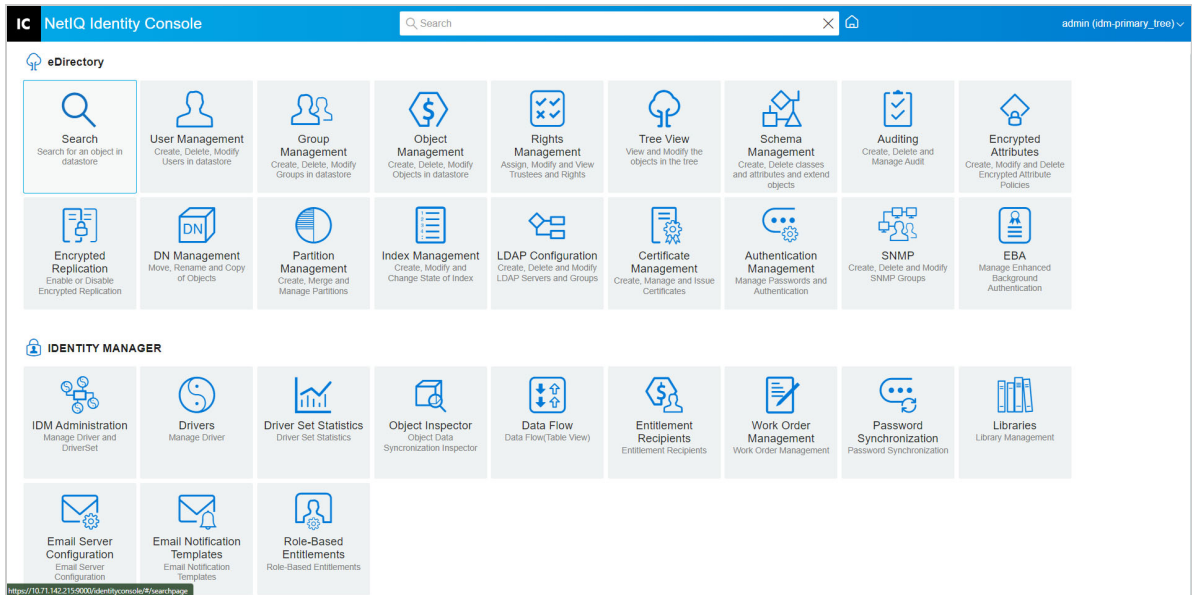 IC NetIQ Identity Console
Search
admin (idm-primary_tree)
eDirectory
Search
Search for an object in
datastore
User Management
Create, Delete, Modify
Users in datastore
Group
Management
Create, Delete, Modify
Groups in datastore
Object
Management
Create, Delete, Modify
Objects in datastore
Rights
Management
Assign, Modify and View
Trustees and Rights
Tree View
View and Modify the
objects in the tree
Schema
Management
Create, Delete classes
and attributes and extend
objects
Auditing
Create, Delete and
Manage Audit
Encrypted
Attributes
Create, Modify and Delete
Encrypted Attribute
Policies
Encrypted
Replication
Enable or Disable
Encrypted Replication
DN
DN Management
Move, Rename and Copy
of Objects
Partition
Management
Create, Merge and
Manage Partitions
Index Management
Create, Modify and
Change State of Index
LDAP Configuration
Create, Delete and Modify
LDAP Servers and Groups
Certificate
Management
Create, Manage and Issue
Certificates
Authentication
Management
Manage Passwords and
Authentication
SNMP
Create, Delete and Modify
SNMP Groups
EBA
Manage Enhanced
Background
Authentication
IDENTITY MANAGER
IDM Administration
Manage Driver and
DriverSet
Drivers
Manage Driver
Driver Set Statistics
Driver Set Statistics
Object Inspector
Object Data
Syncronization Inspector
Data Flow
Data Flow(Table View)
Entitlement
Recipients
Entitlement Recipients
Work Order
Management
Work Order Management
Password
Synchronization
Password Synchronization
Libraries
Library Management
Email Server
Configuration
Email Server
Configuration
Email Notification
Templates
Email Notification
Templates
Role-Based
Entitlements
Role-Based Entitlements
https://10.71.142.215:9000/identityconsole/#/searchpage